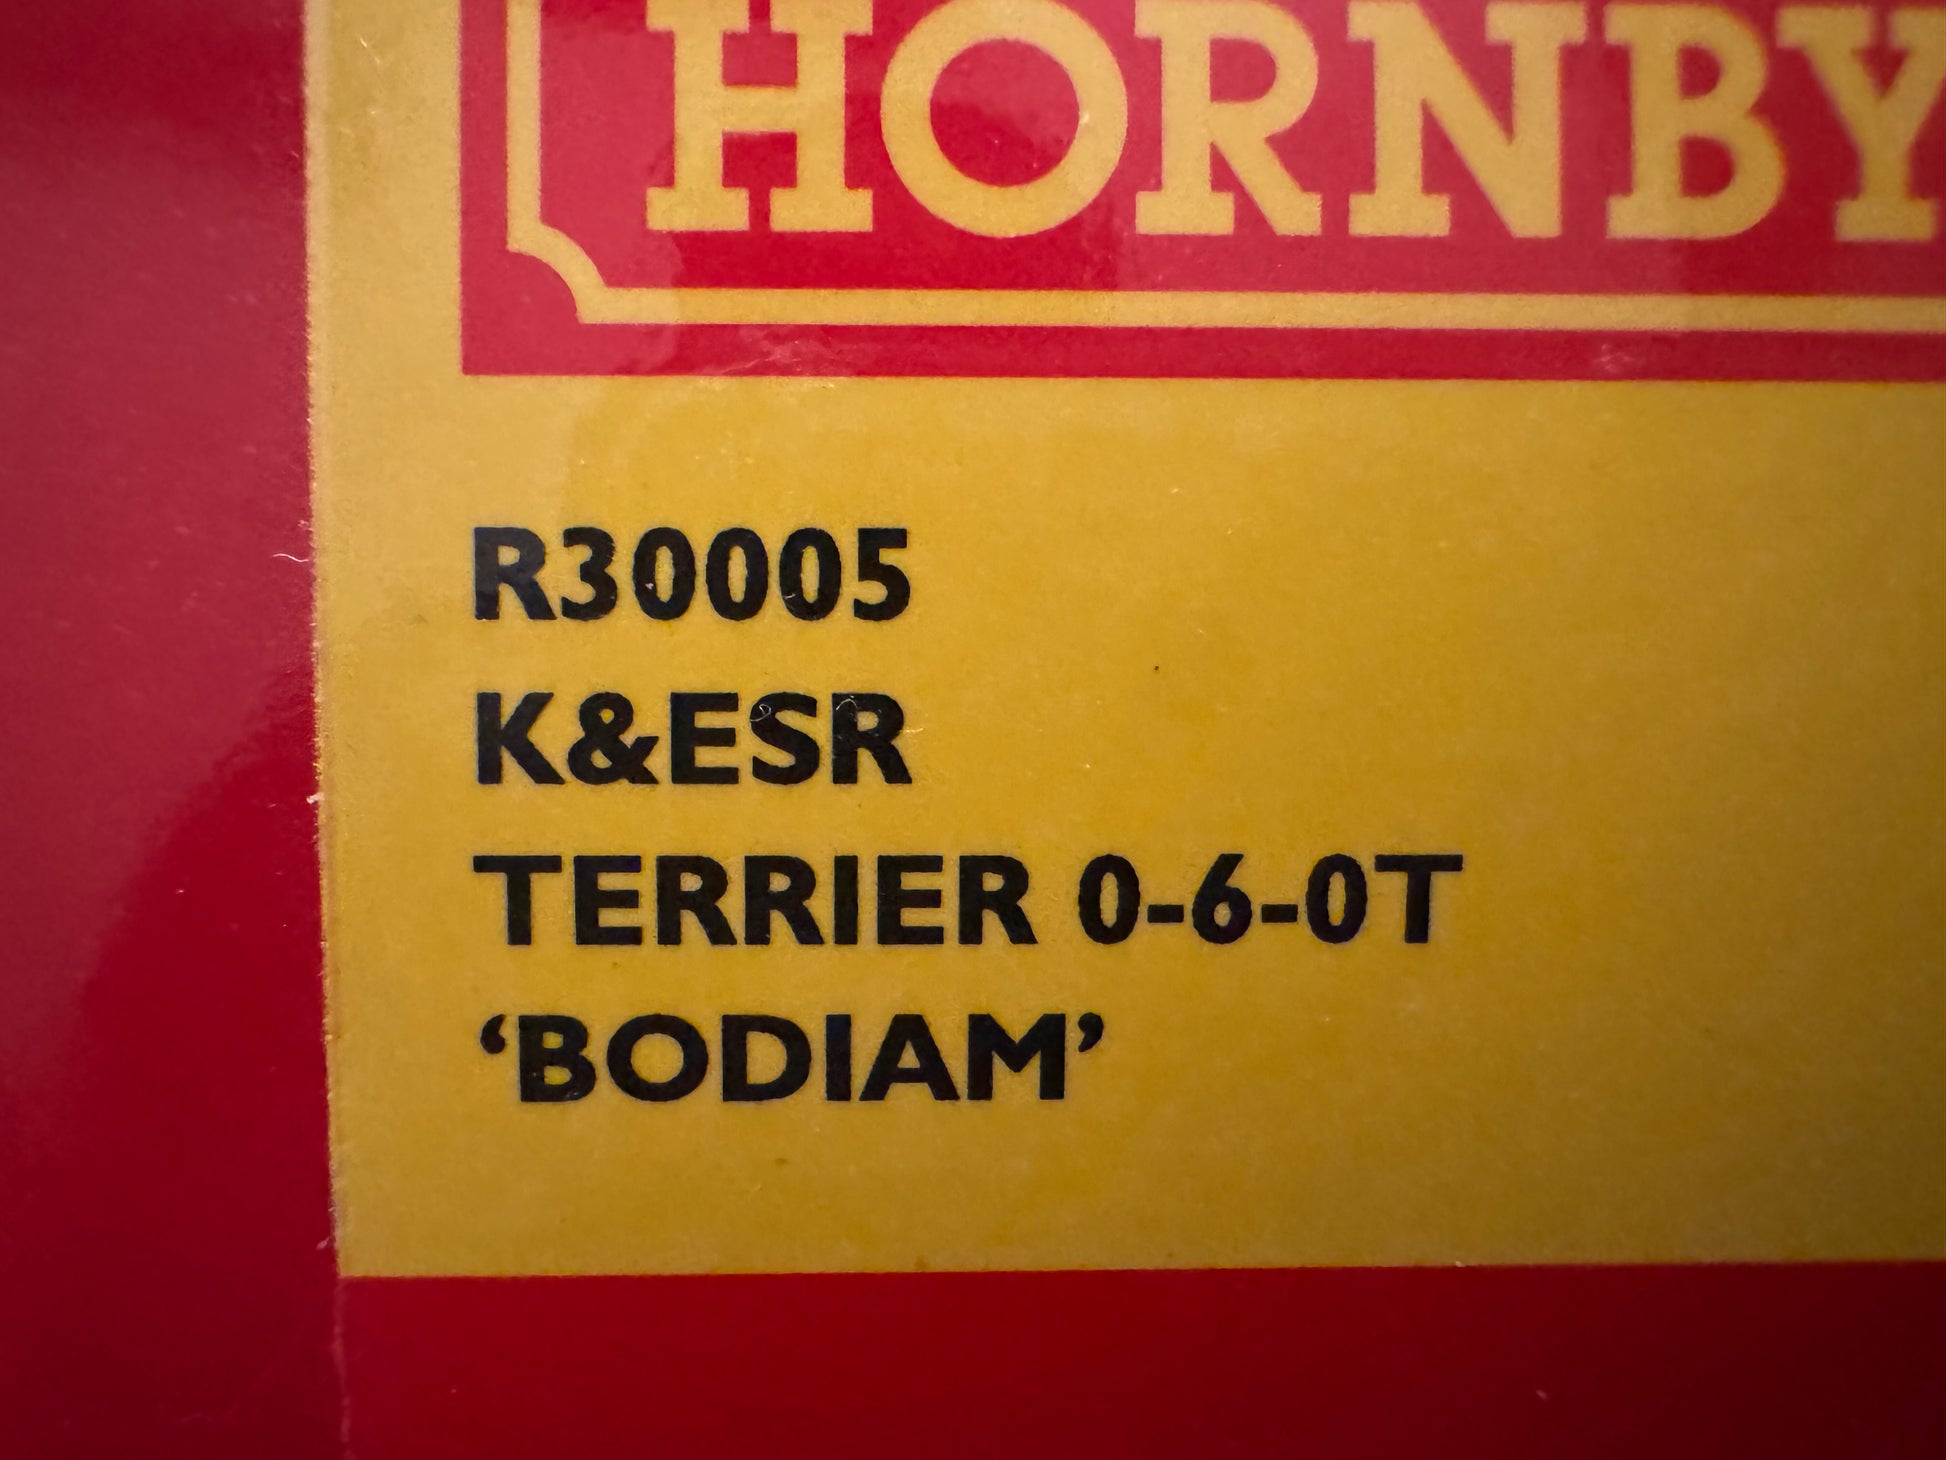 HORNBY
R30005
K&ESR
TERRIER 0-6-0T
‘BODIAM’